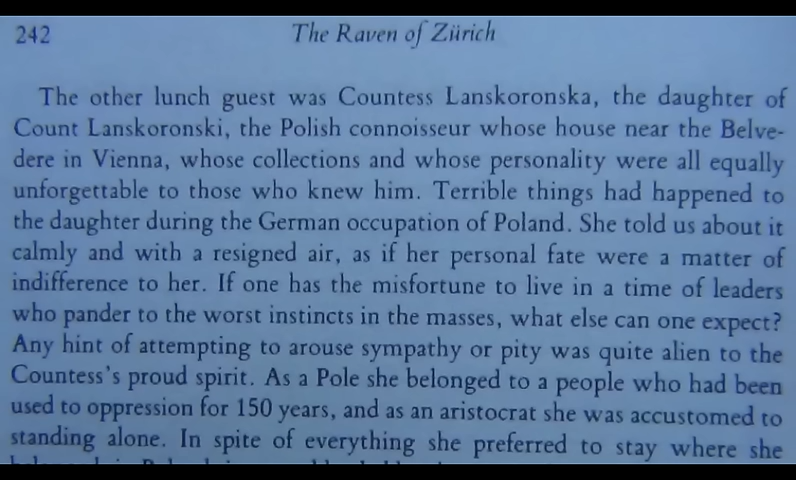 242
The Raven of Zürich
The other lunch guest was Countess Lanskoronska, the daughter of
Count Lanskoronski, the Polish connoisseur whose house near the Belve-
dere in Vienna, whose collections and whose personality were all equally
unforgettable to those who knew him. Terrible things had happened to
the daughter during the German occupation of Poland. She told us about it
calmly and with a resigned air, as if her personal fate were a matter of
indifference to her. If one has the misfortune to live in a time of leaders
who pander to the worst instincts in the masses, what else can one expect?
Any hint of attempting to arouse sympathy or pity was quite alien to the
Countess's proud spirit. As a Pole she belonged to a people who had been
used to oppression for 150 years, and as an aristocrat she was accustomed to
standing alone. In spite of everything she preferred to stay where she